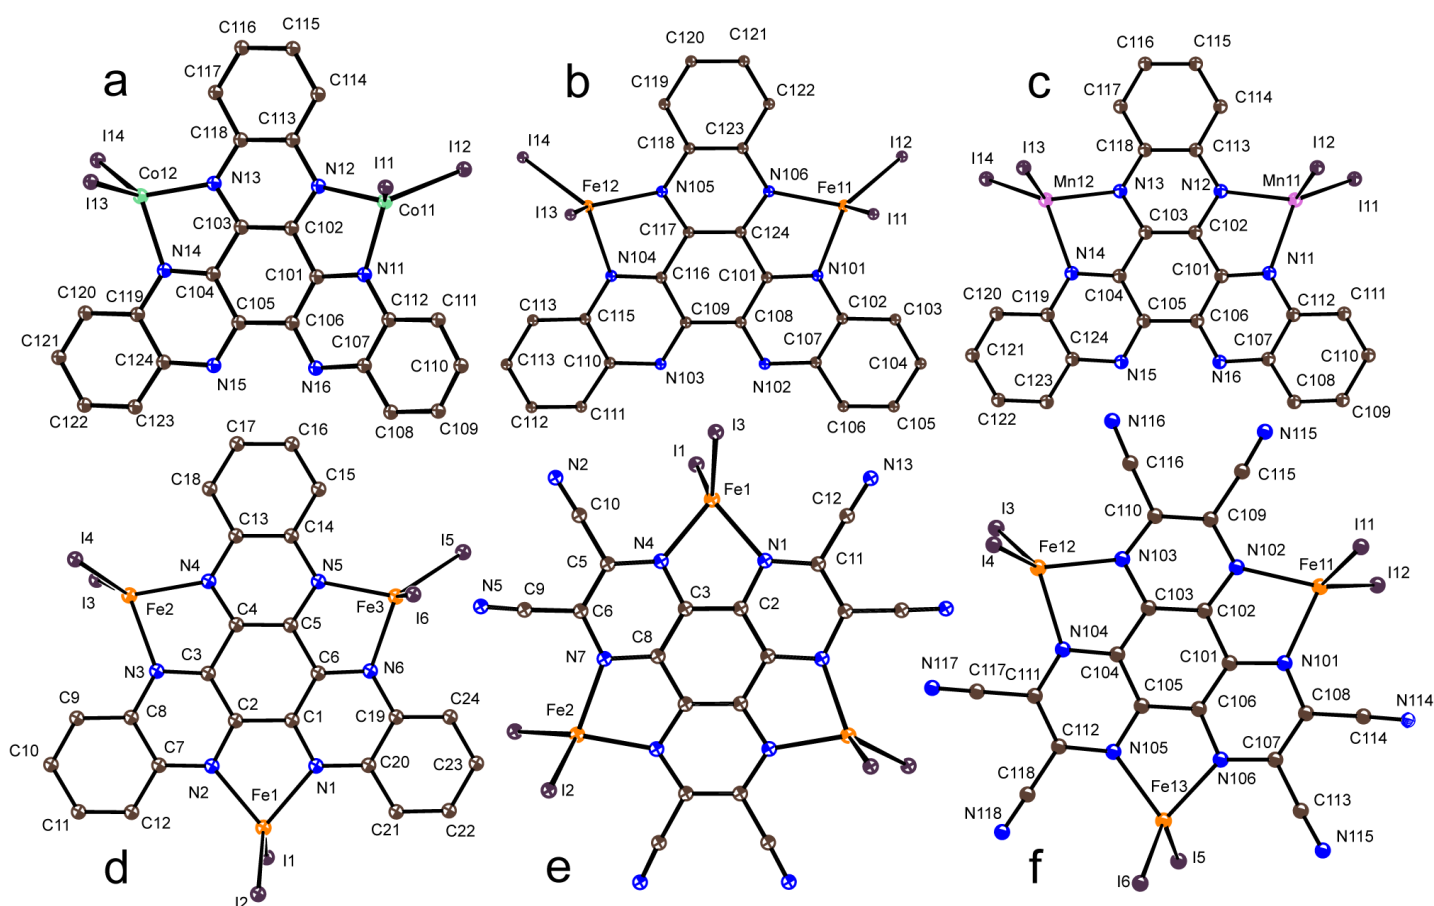 a
C116
C115
C117
C114
C118
C113
I14
Co12
I13
N13
N12
I11
I12
Co11
C103
C102
N14
C101
N11
C120
C119
C104
C105
C106
C112
C111
C121
C124
C107
C110
N15
N16
C122
C123
C108
C109
b
C120
C121
C119
C122
C118
C123
I14
Fe12
I13
N105
N106
I12
Fe11
I11
C117
C124
N104
C116
C101
N101
C113
C115
C109
C108
C102
C103
C113
C110
C107
C104
N103
N102
C112
C111
C106
C105
c
C116
C115
C117
C114
C118
C113
I13
I14
Mn12
N13
N12
Mn11
I12
I11
C103
C102
N14
C101
N11
C120
C119
C104
C105
C106
C112
C111
C121
C124
C107
C110
N15
N16
C123
C122
C108
C109
d
C17
C16
C18
C15
C13
C14
I4
I3
Fe2
N4
N5
I5
Fe3
I6
C4
C5
N3
C3
C6
N6
C9
C8
C2
C1
C19
C24
C10
C7
C20
C23
N2
Fe1
N1
C11
C12
C21
C22
I1
I2
e
I3
I1
Fe1
N2
C10
C12
N13
N4
N1
C5
C11
N5
C9
C6
C3
C2
N7
C8
Fe2
I2
f
N116
N115
C116
C115
C110
C109
I3
I4
Fe12
N103
N102
I11
Fe11
I12
C103
C102
N104
C101
N101
N117
C117
C111
C104
C105
C106
C108
N114
C114
C112
N105
C107
N106
C118
Fe13
C113
N118
N115
I5
I6